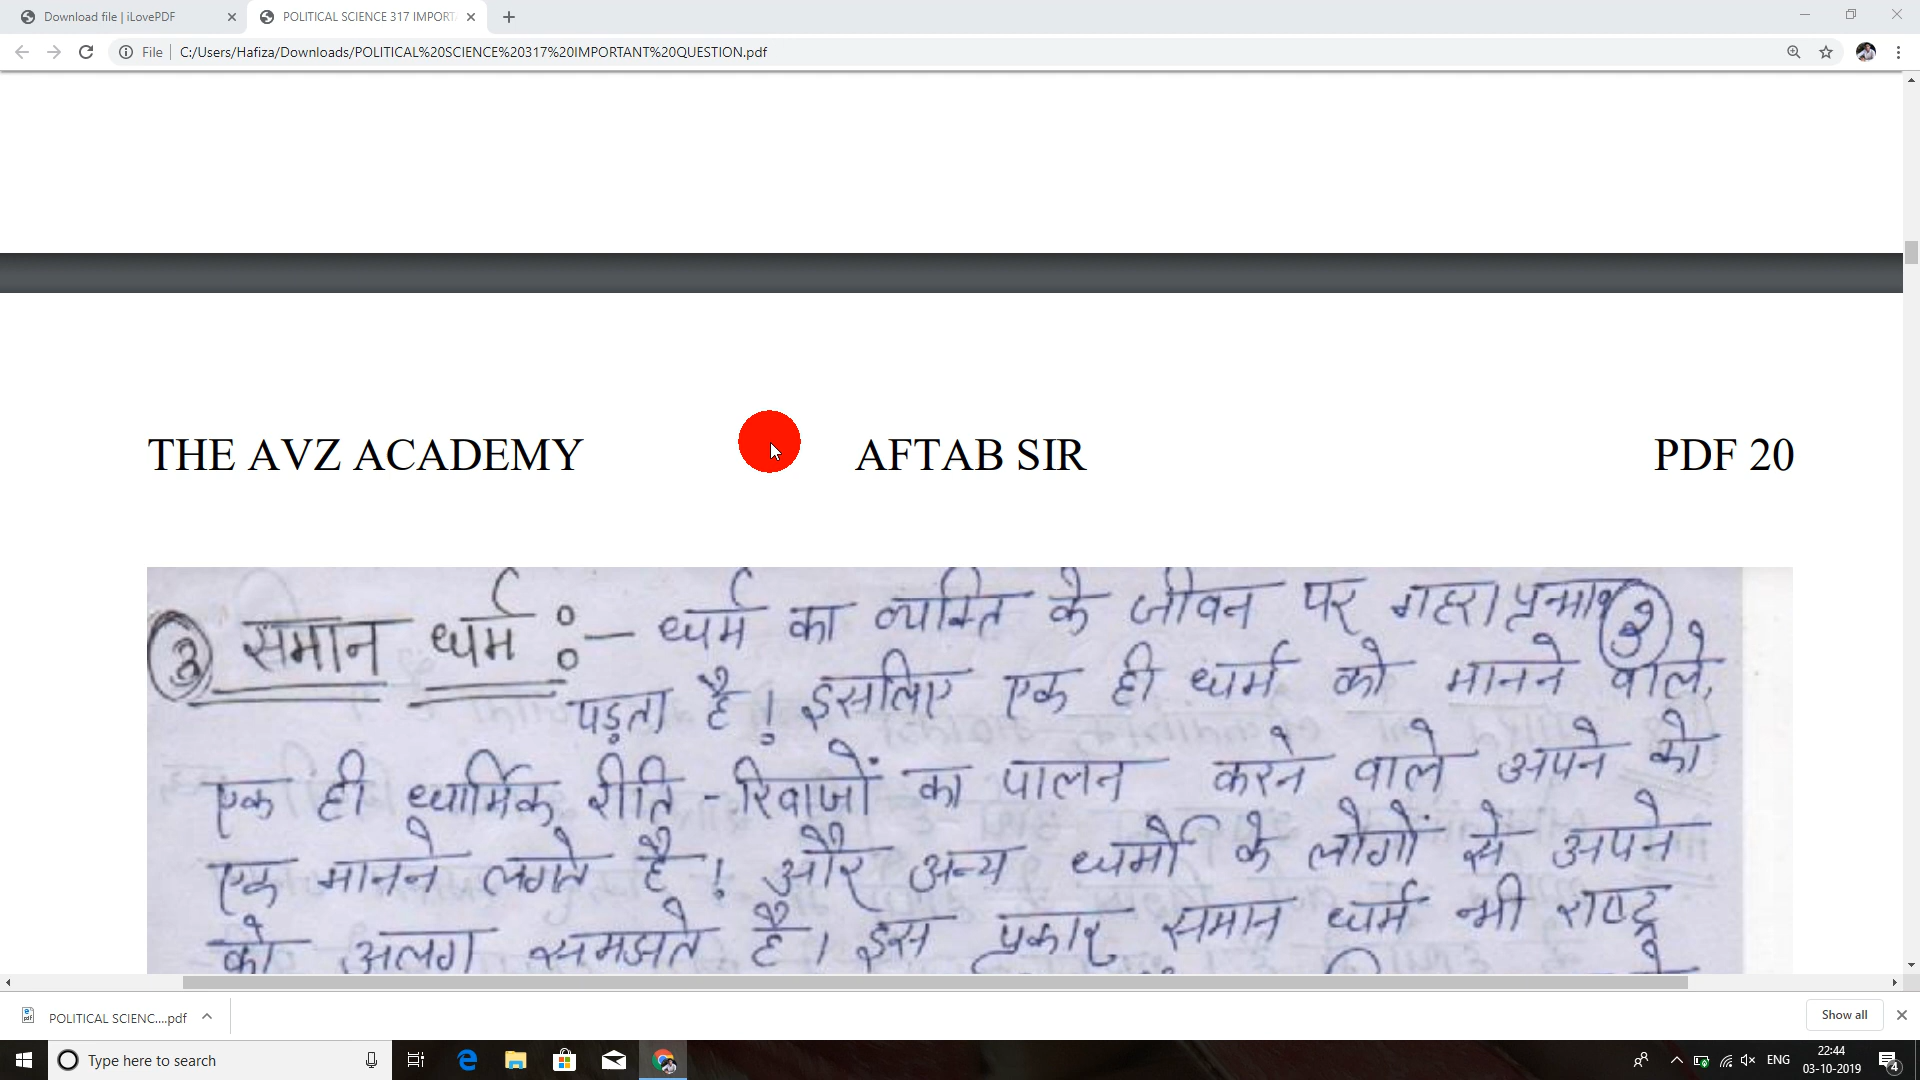 Download file | iLovePDF
POLITICAL SCIENCE 317 IMPORT
File
C:/Users/Hafiza/Downloads/POLITICAL%20SCIENCE%20317%20IMPORTANT%20QUESTION.pdf
THE AVZ ACADEMY AFTAB SIR PDF 20
③ समान धर्म :— धर्म का व्यक्ति के जीवन पर गहरा प्रभाव ③
पड़ता है ! इसलिए एक ही धर्म को मानने वाले,
एक ही धार्मिक रीति - रिवाजों का पालन करने वाले अपने को
एक मानने लगते है ! और अन्य धर्मो के लोगों से अपने
को अलग समझते है । इस प्रकार समान धर्म भी राष्ट्र
POLITICAL SCIENC....pdf
Show all
Type here to search
ENG
22:44
03-10-2019
4